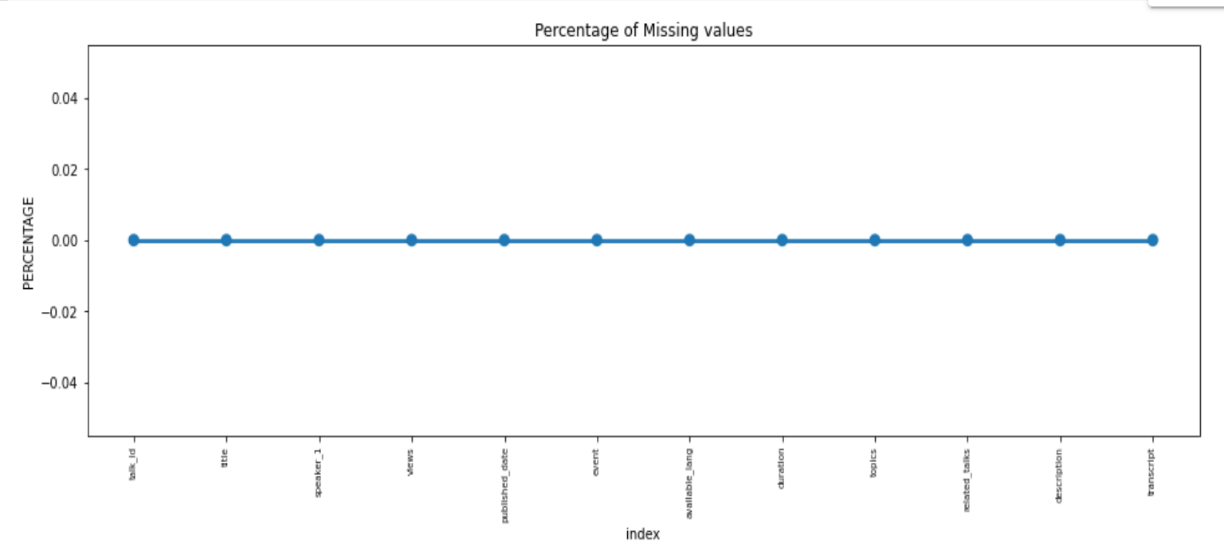 Percentage of Missing values
PERCENTAGE
0.04
0.02
0.00
−0.02
−0.04
talk_id
title
speaker_1
views
published_date
event
available_lang
duration
topics
related_talks
description
transcript
index